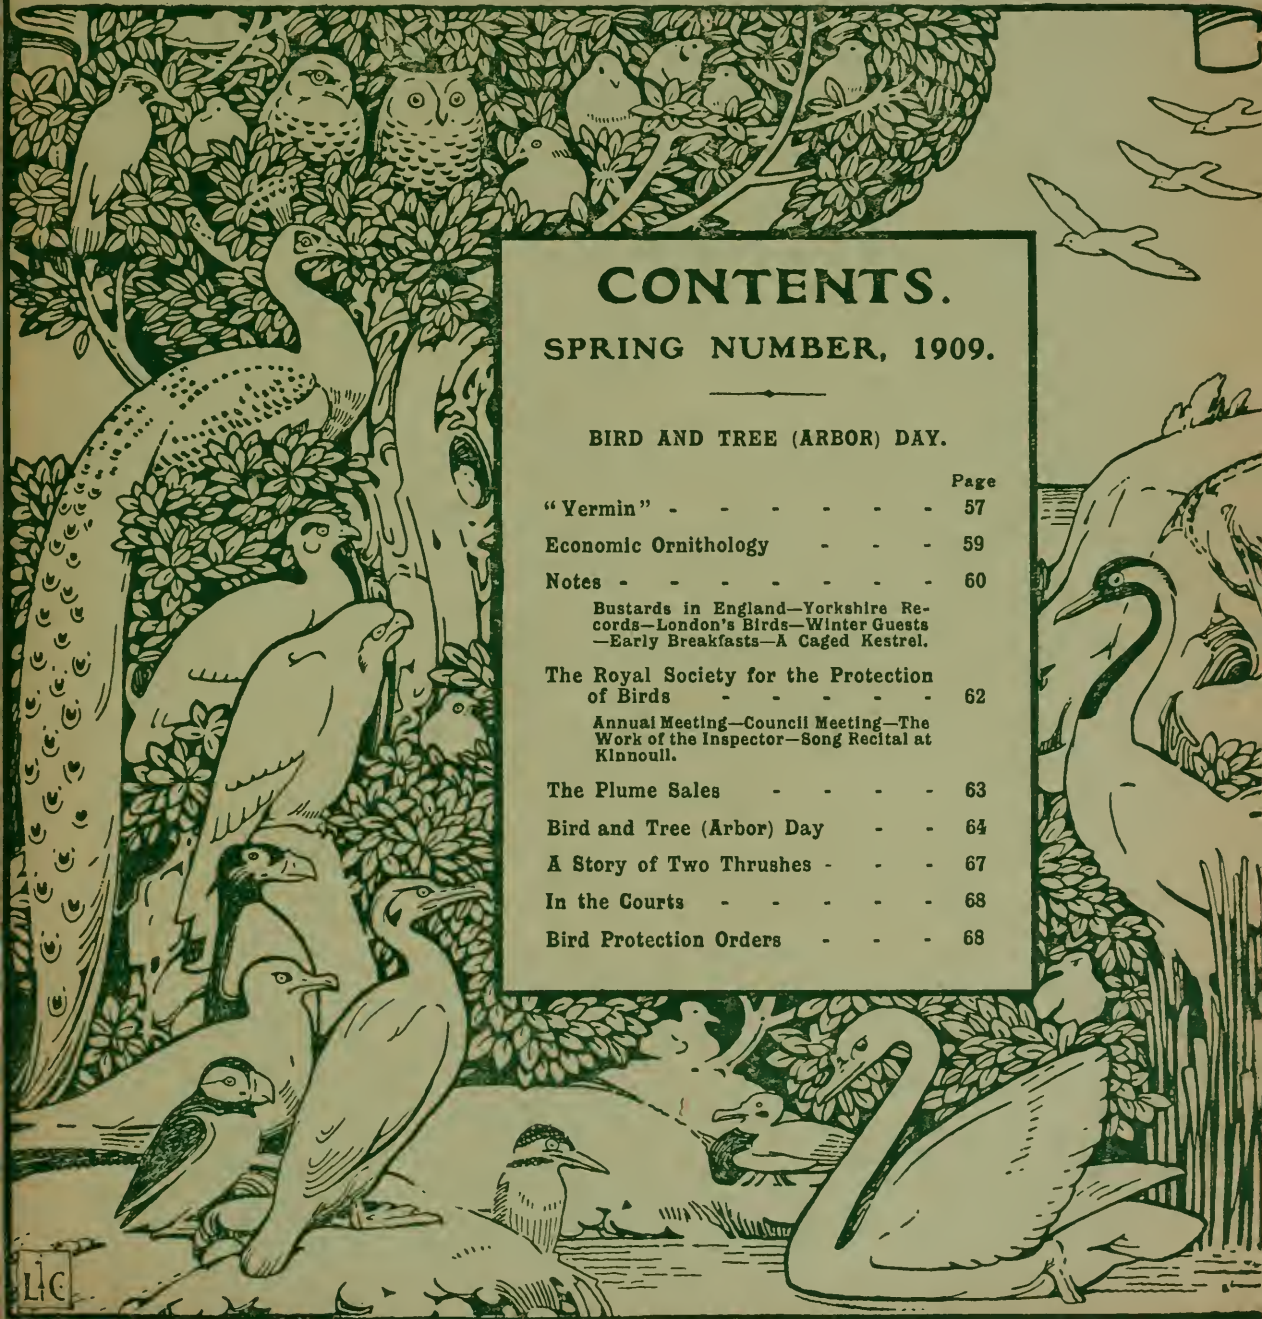 CONTENTS.
SPRING NUMBER, 1909.
BIRD AND TREE (ARBOR) DAY.
Page
“Vermin” - - - - - - 57
Economic Ornithology - - - 59
Notes - - - - - - - 60
Bustards in England—Yorkshire Re-
cords—London's Birds—Winter Guests
—Early Breakfasts—A Caged Kestrel.
The Royal Society for the Protection
of Birds - - - - - 62
Annual Meeting—Council Meeting—The
Work of the Inspector—Song Recital at
Kinnoull.
The Plume Sales - - - - 63
Bird and Tree (Arbor) Day - - 64
A Story of Two Thrushes - - - 67
In the Courts - - - - - 68
Bird Protection Orders - - - 68